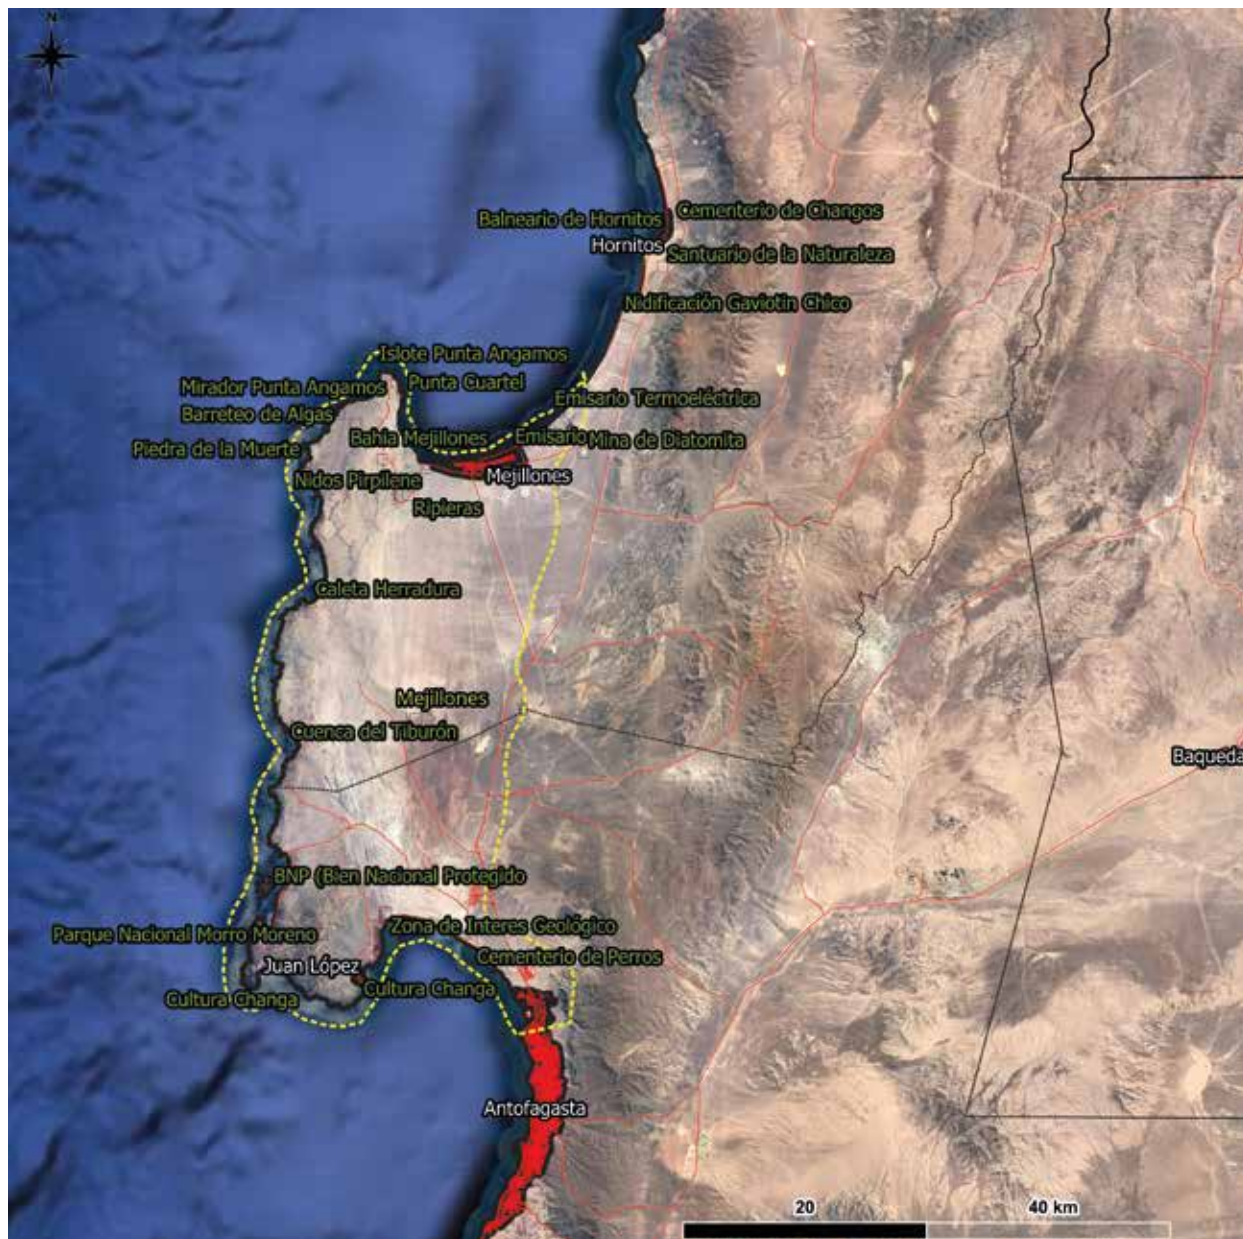 N
Balneario de Hornitos
Cementerio de Changos
Hornitos
Santuario de la Naturaleza
Nidificación Gaviotin Chico
Islote Punta Angamos
Mirador Punta Angamos
Punta Cuartel
Emisario Termoeléctrica
Barreteo de Algas
Bahía Mejillones
Emisario
Mina de Diatomita
Piedra de la Muerte
Nidos Pirpilene
Mejillones
Ripieras
Caleta Herradura
Mejillones
Cuenca del Tiburón
Baqueda
BNP (Bien Nacional Protegido
Zona de Interes Geológico
Parque Nacional Morro Moreno
Cementerio de Perros
Juan López
Cultura Changa
Cultura Changa
Antofagasta
20
40 km